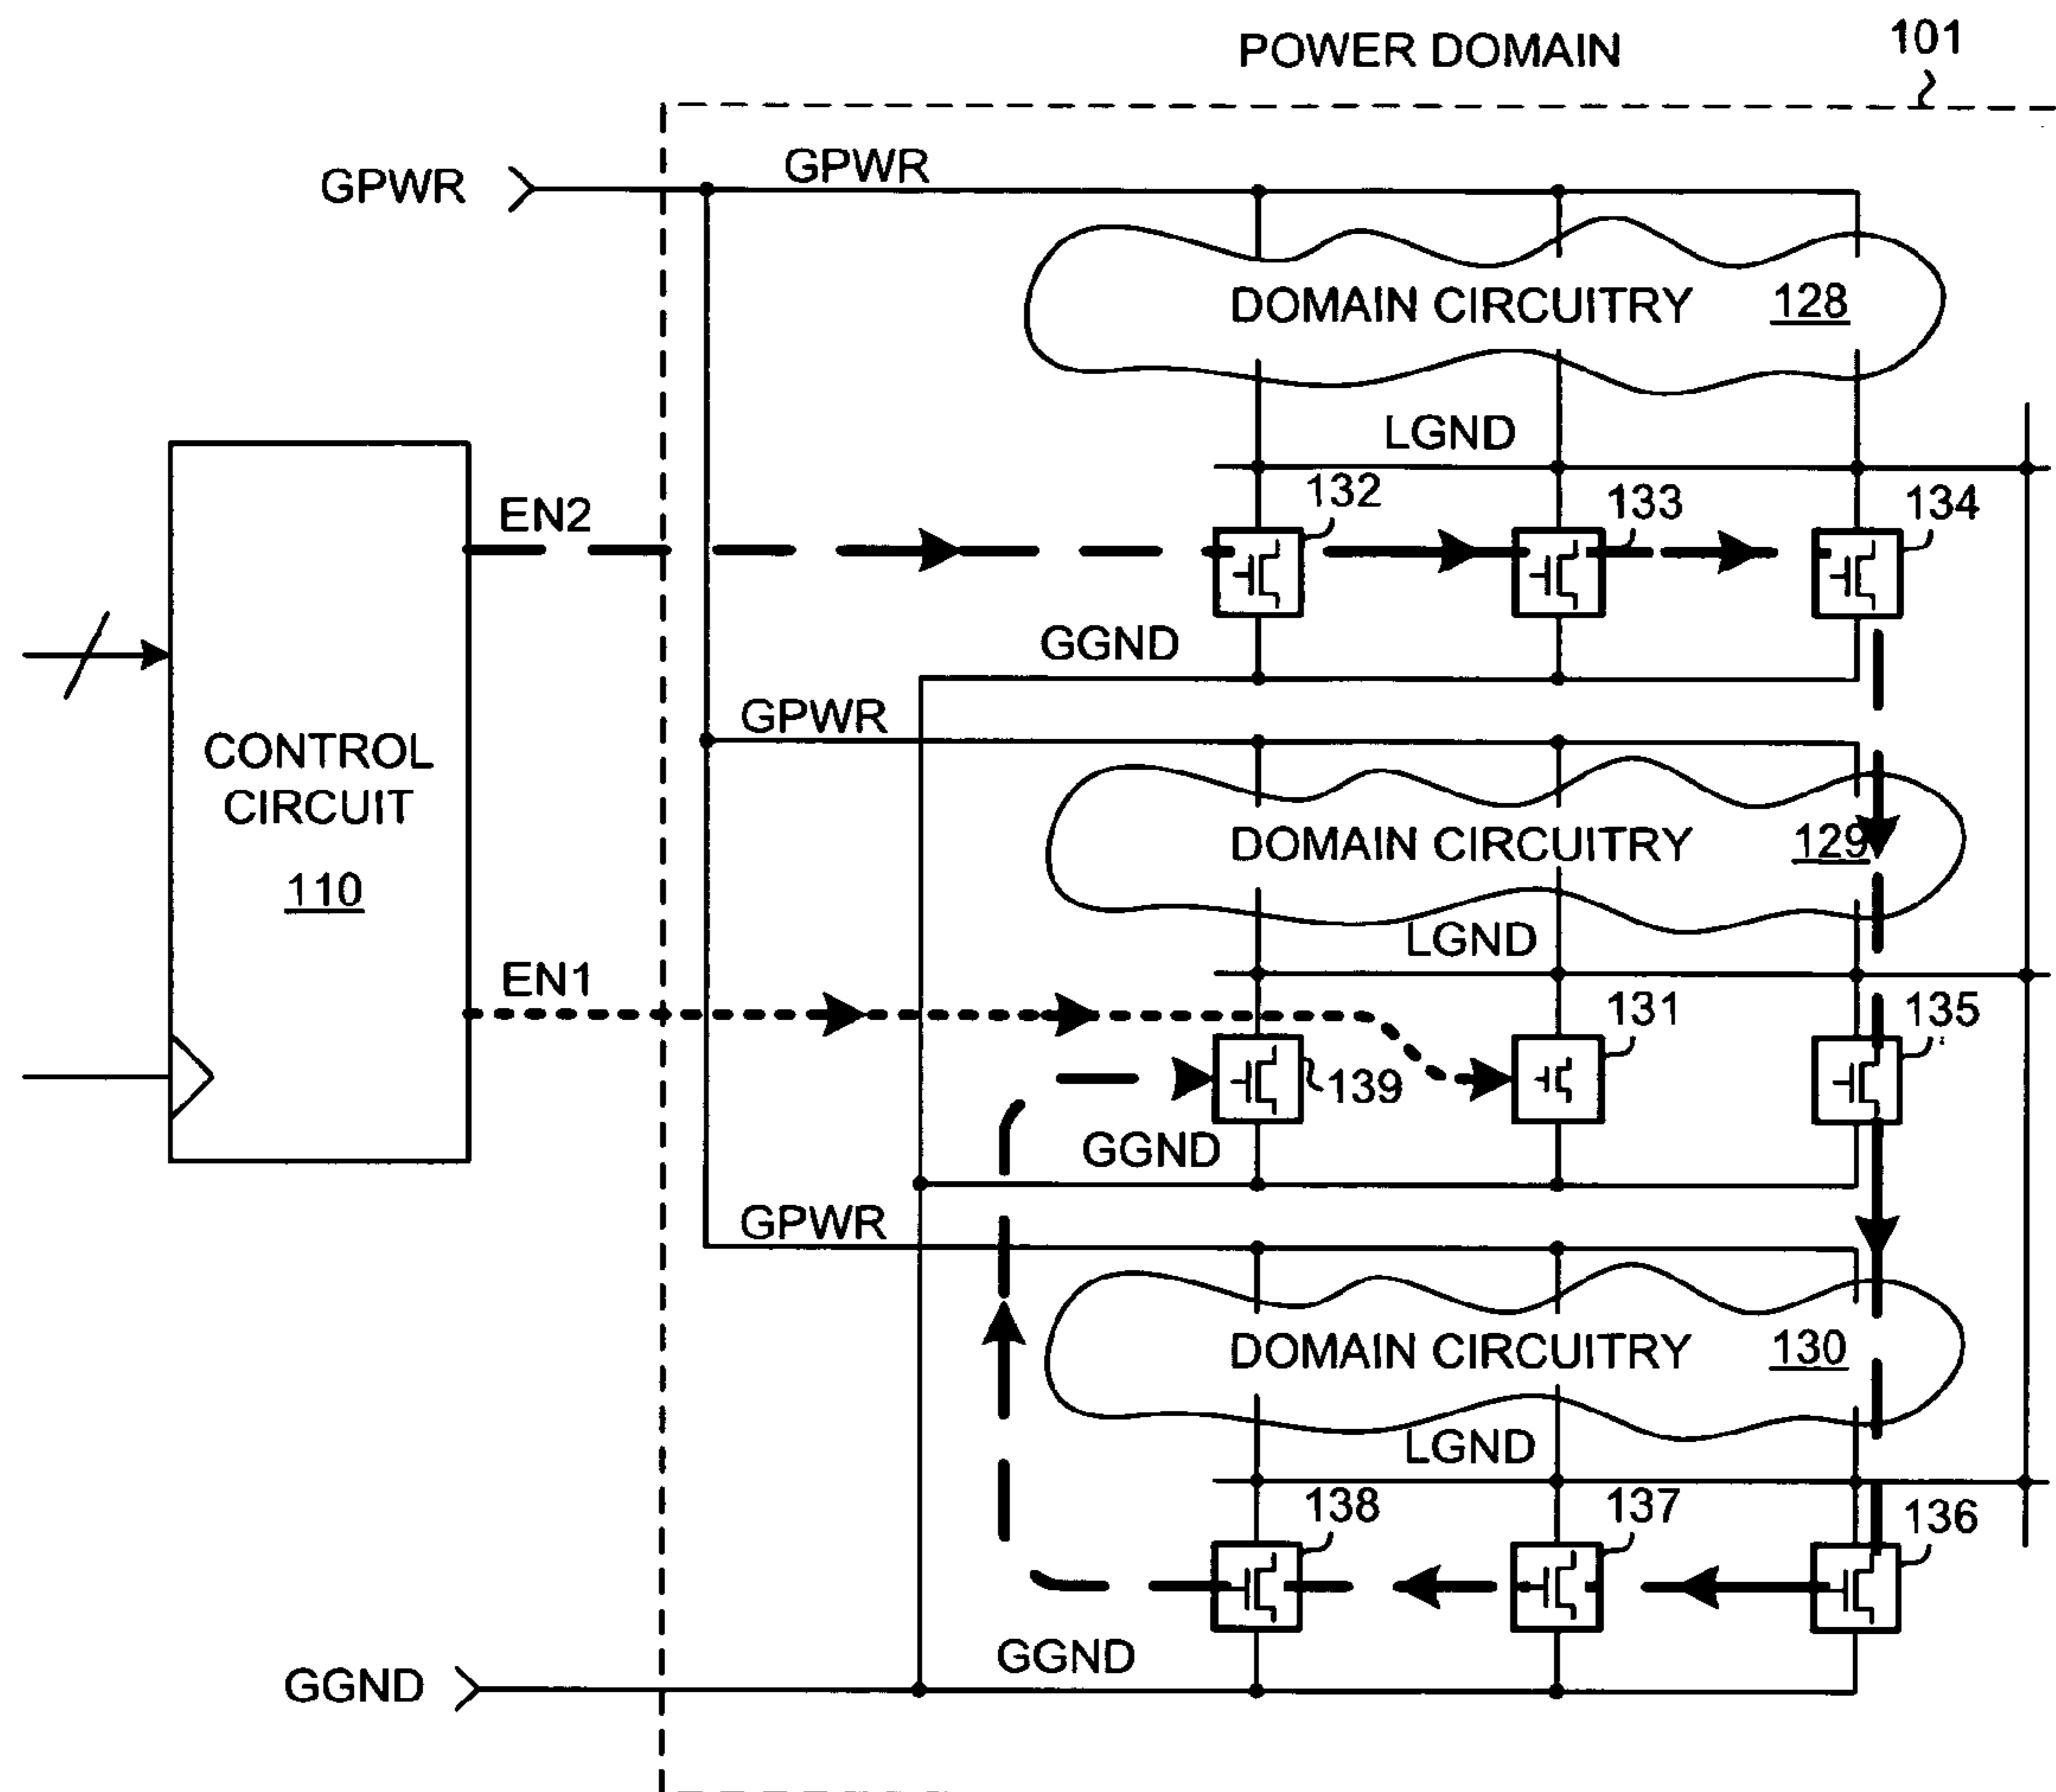 POWER DOMAIN 101
GPWR GPWR
DOMAIN CIRCUITRY 128
LGND
132 133 134
EN2
GGND
GPWR
CONTROL
CIRCUIT
110
DOMAIN CIRCUITRY 129
LGND
EN1
131 135
139
GGND
GPWR
DOMAIN CIRCUITRY 130
LGND
138 137 136
GGND
GGND